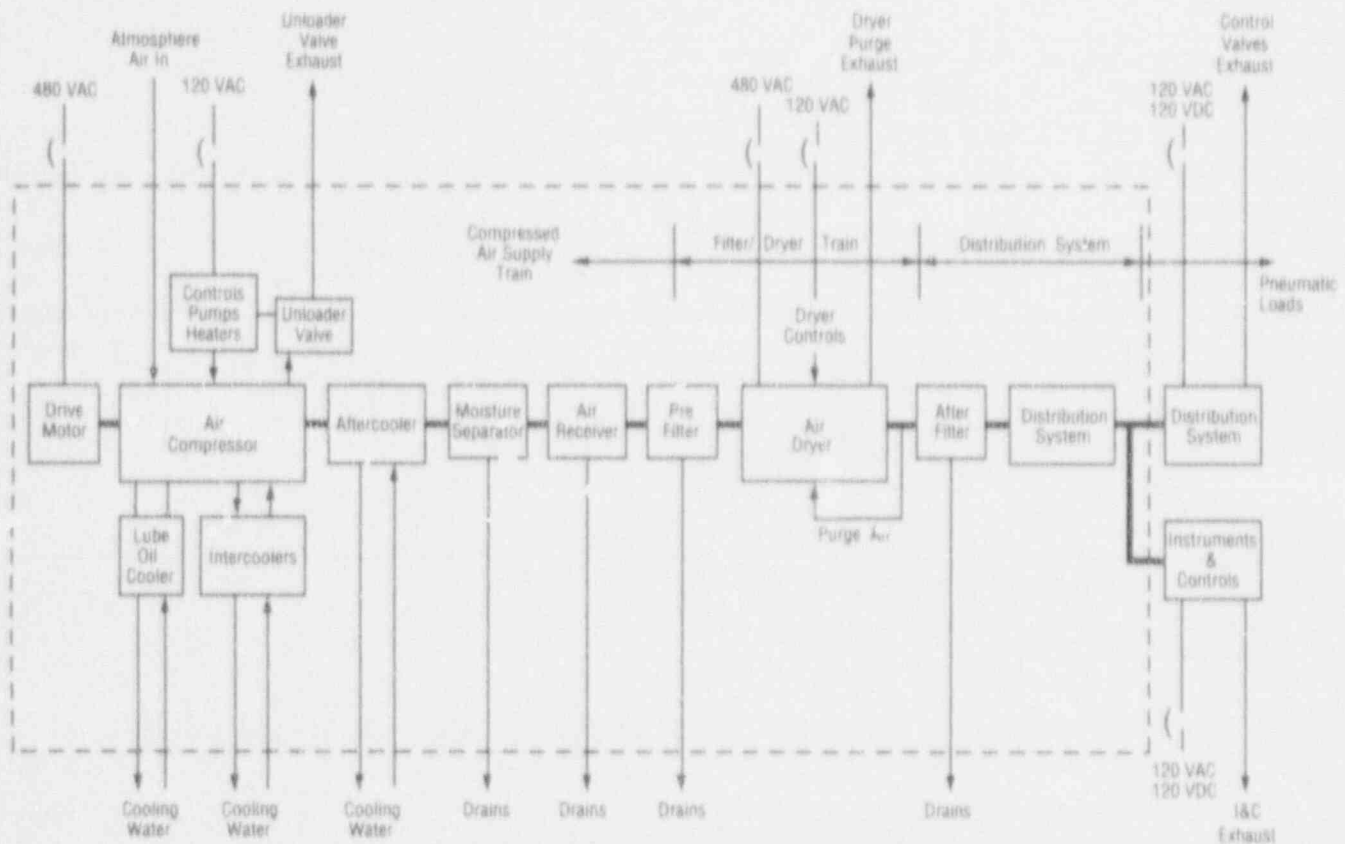 Unloader
Valve
Exhaust
Dryer
Purge
Exhaust
Control
Valves
Exhaust
Atmosphere
Air In
480 VAC
120 VAC
480 VAC
120 VAC
120 VAC
120 VDC
Compressed
Air Supply
Train
Filter/ Dryer Train
Distribution System
Pneumatic
Loads
Controls
Pumps
Heaters
Unloader
Valve
Dryer
Controls
Drive
Motor
Air
Compressor
Aftercooler
Moisture
Separator
Air
Receiver
Pre
Filter
Air
Dryer
After
Filter
Distribution
System
Distribution
System
Purge Air
Lube
Oil
Cooler
Intercoolers
Instruments
&
Controls
120 VAC
120 VDC
Cooling
Water
Cooling
Water
Cooling
Water
Drains
Drains
Drains
Drains
I&C
Exhaust